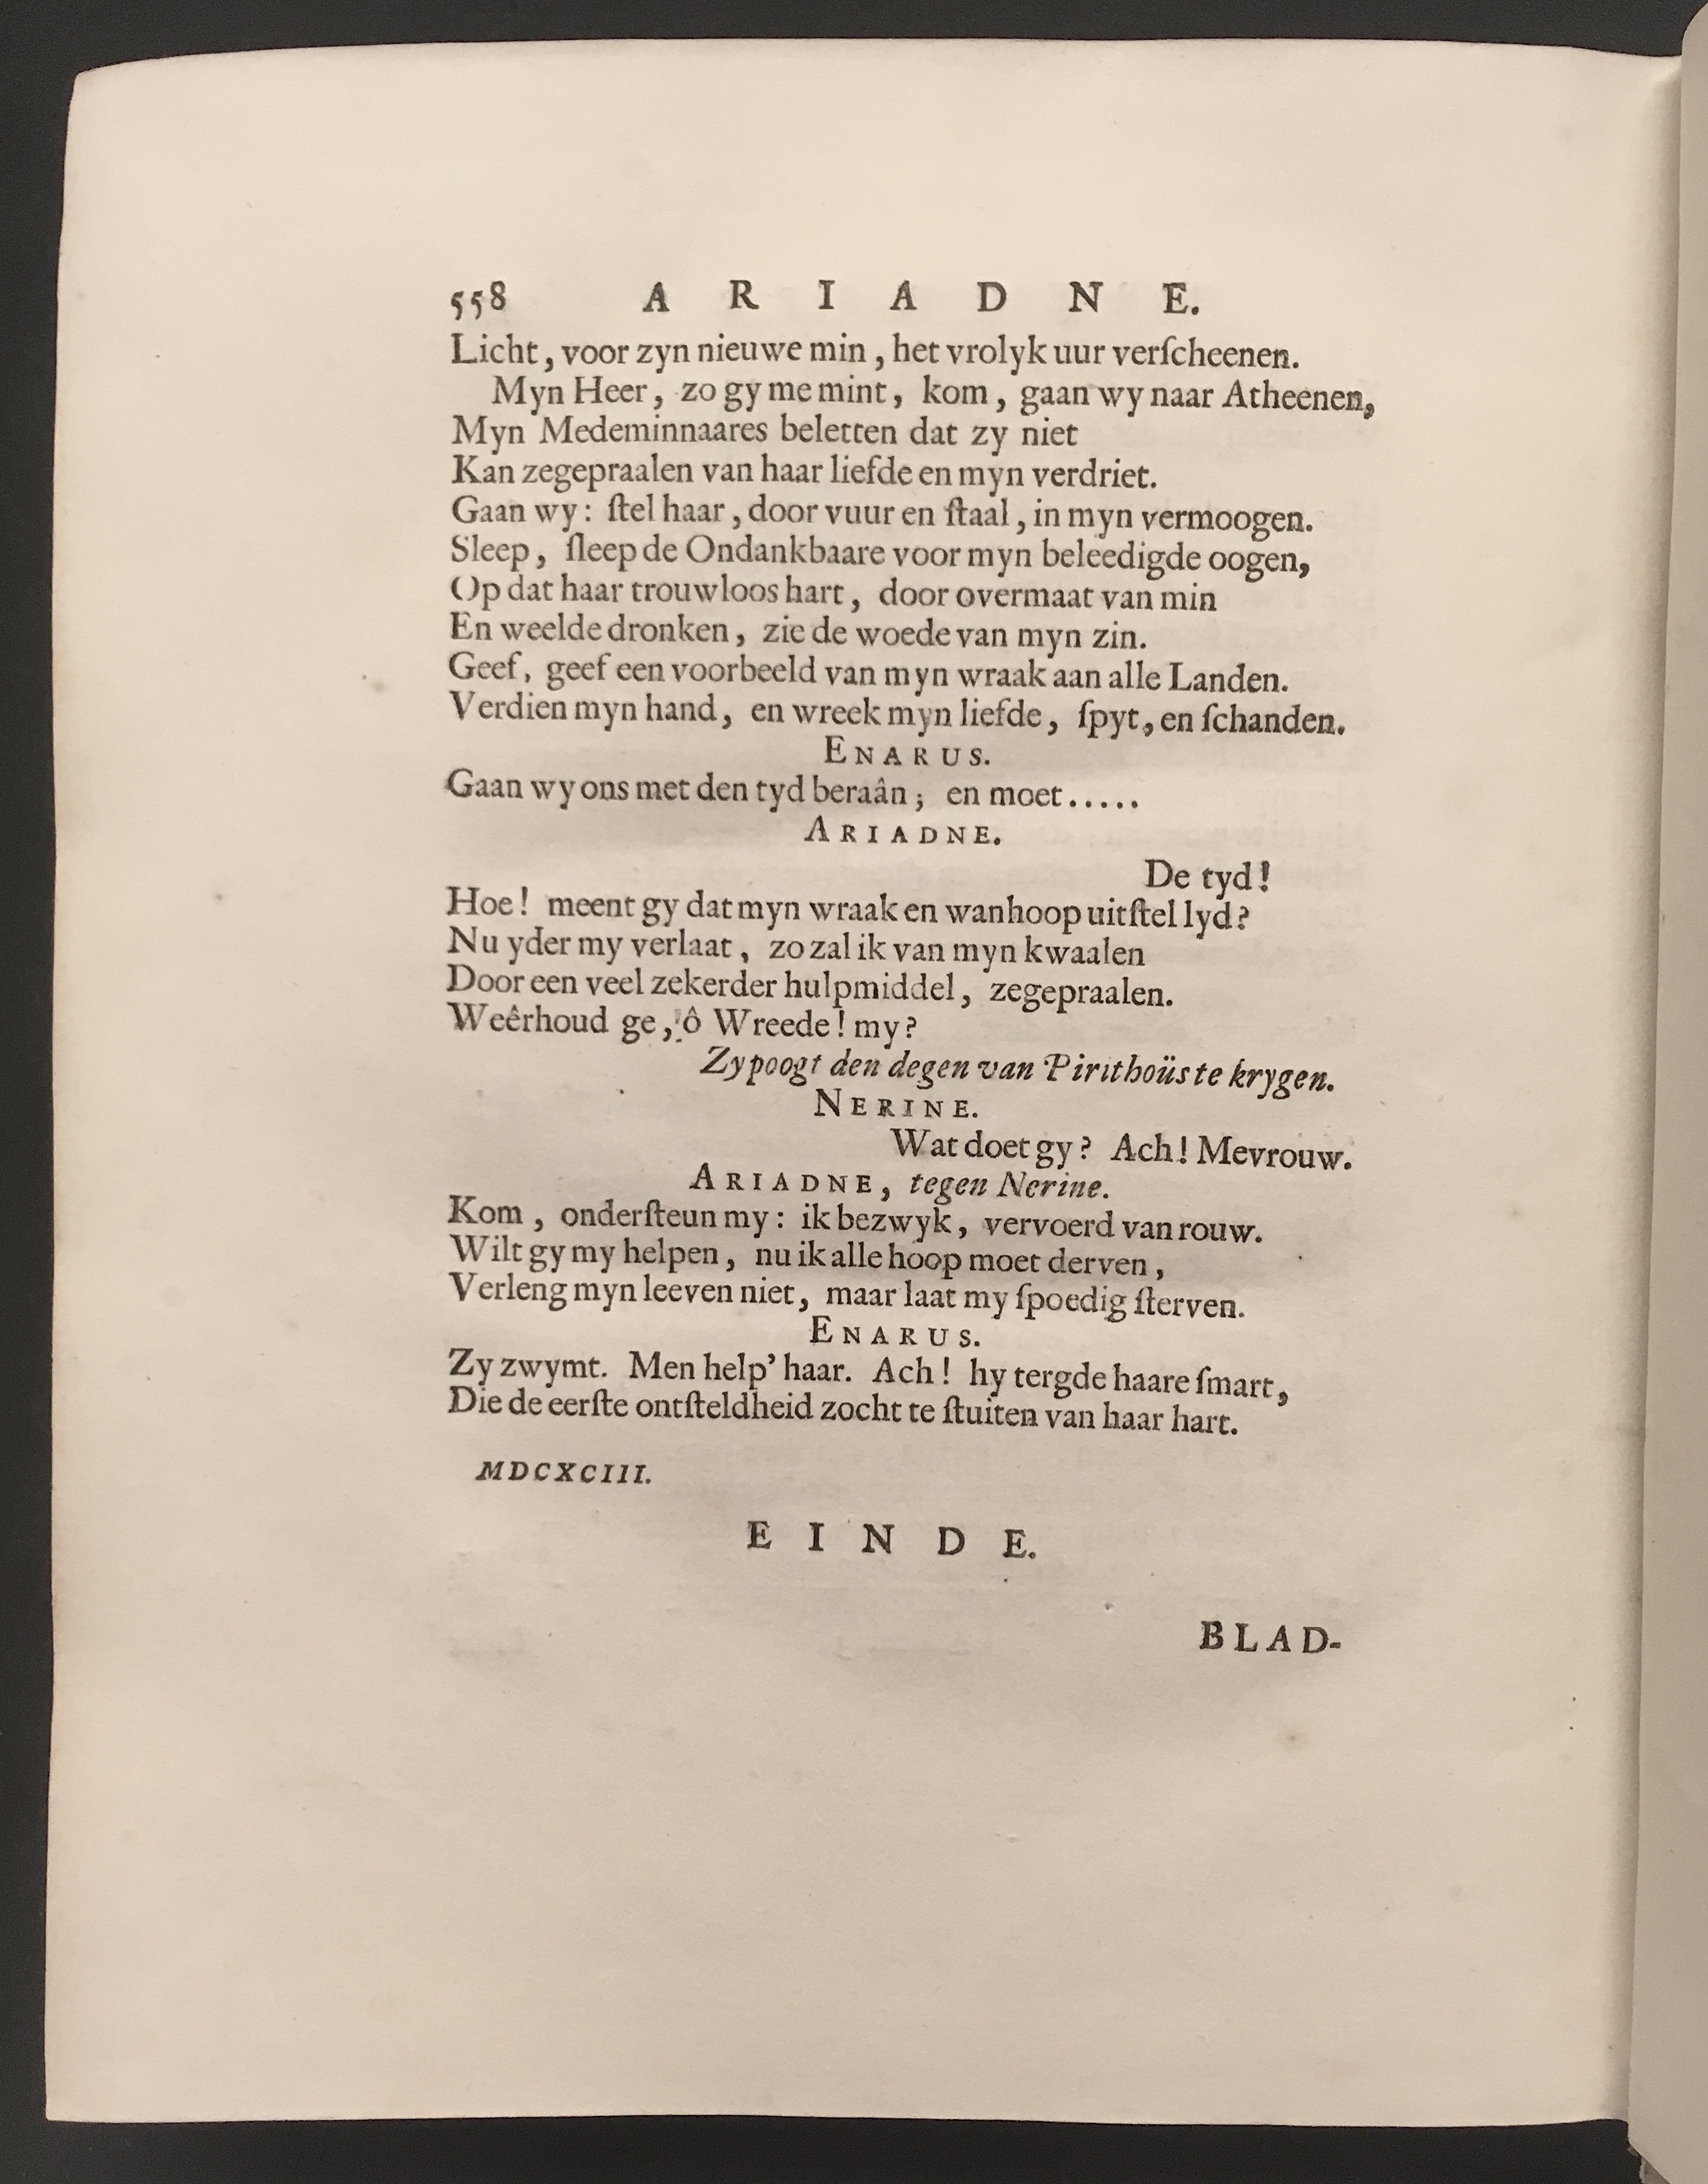 558 ARIADNE.
Licht, voor zyn nieuwe min, het vrolyk uur verſcheenen.
Myn Heer, zo gy me mint, kom, gaan wy naar Atheenen,
Myn Medeminnaares beletten dat zy niet
Kan zegepraalen van haar liefde en myn verdriet.
Gaan wy: ſtel haar, door vuur en ſtaal, in myn vermoogen.
Sleep, ſleep de Ondankbaare voor myn beleedigde oogen,
Op dat haar trouwloos hart, door overmaat van min
En weelde dronken, zie de woede van myn zin.
Geef, geef een voorbeeld van myn wraak aan alle Landen.
Verdien myn hand, en wreek myn liefde, ſpyt, en ſchanden.
ENARUS.
Gaan wy ons met den tyd beraân; en moet.....
ARIADNE.
De tyd!
Hoe! meent gy dat myn wraak en wanhoop uitſtel lyd?
Nu yder my verlaat, zo zal ik van myn kwaalen
Door een veel zekerder hulpmiddel, zegepraalen.
Weêrhoud ge, ô Wreede! my?
Zy poogt den degen van Pirithoüs te krygen.
NERINE.
Wat doet gy? Ach! Mevrouw.
ARIADNE, tegen Nerine.
Kom, onderſteun my: ik bezwyk, vervoerd van rouw.
Wilt gy my helpen, nu ik alle hoop moet derven,
Verleng myn leeven niet, maar laat my ſpoedig ſterven.
ENARUS.
Zy zwymt. Men help' haar. Ach! hy tergde haare ſmart,
Die de eerſte ontſteldheid zocht te ſtuiten van haar hart.
MDCXCIII.
EINDE.
BLAD-